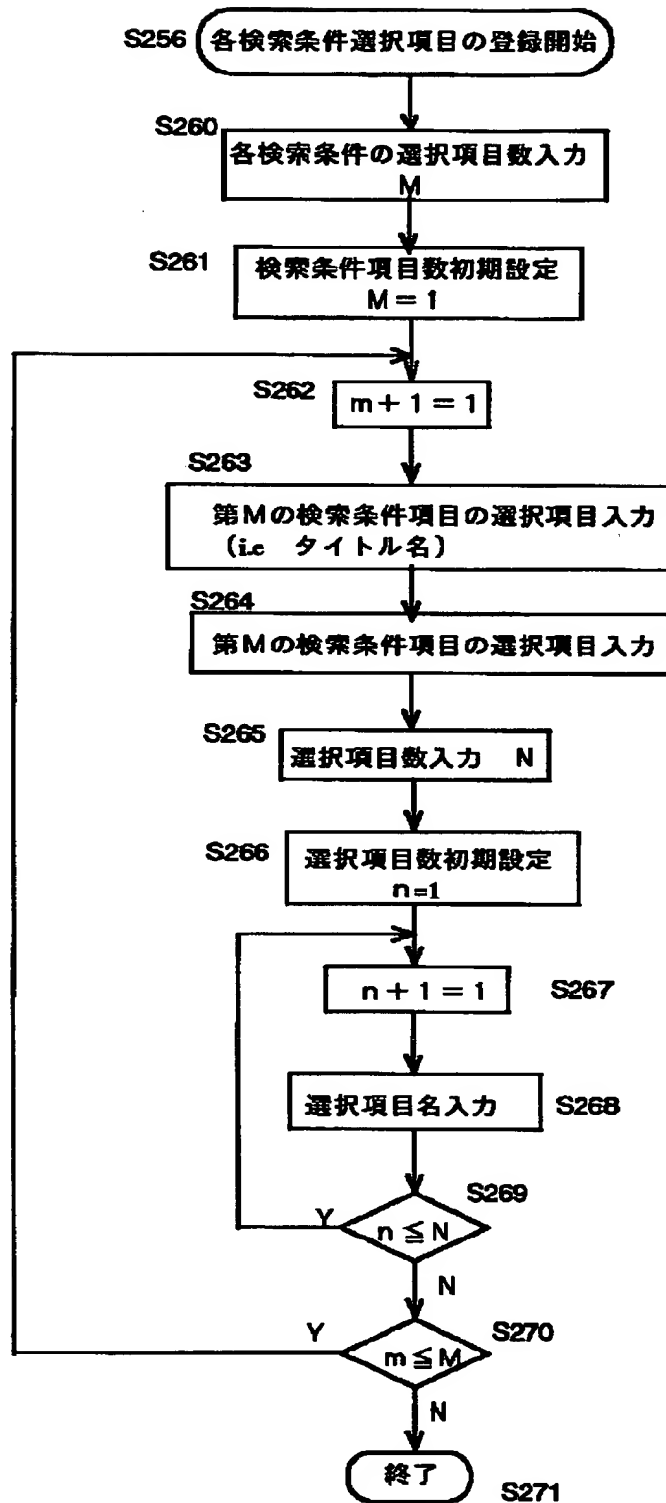 S256 各検索条件選択項目の登録開始
S260
各検索条件の選択項目数入力
M
S261
検索条件項目数初期設定
M=1
S262
m+1=1
S263
第Mの検索条件項目の選択項目入力
(i.e タイトル名)
S264
第Mの検索条件項目の選択項目入力
S265
選択項目数入力 N
S266
選択項目数初期設定
n=1
n+1=1 S267
選択項目名入力 S268
S269
Y n≦N
N
Y S270
m≦M
N
終了 S271